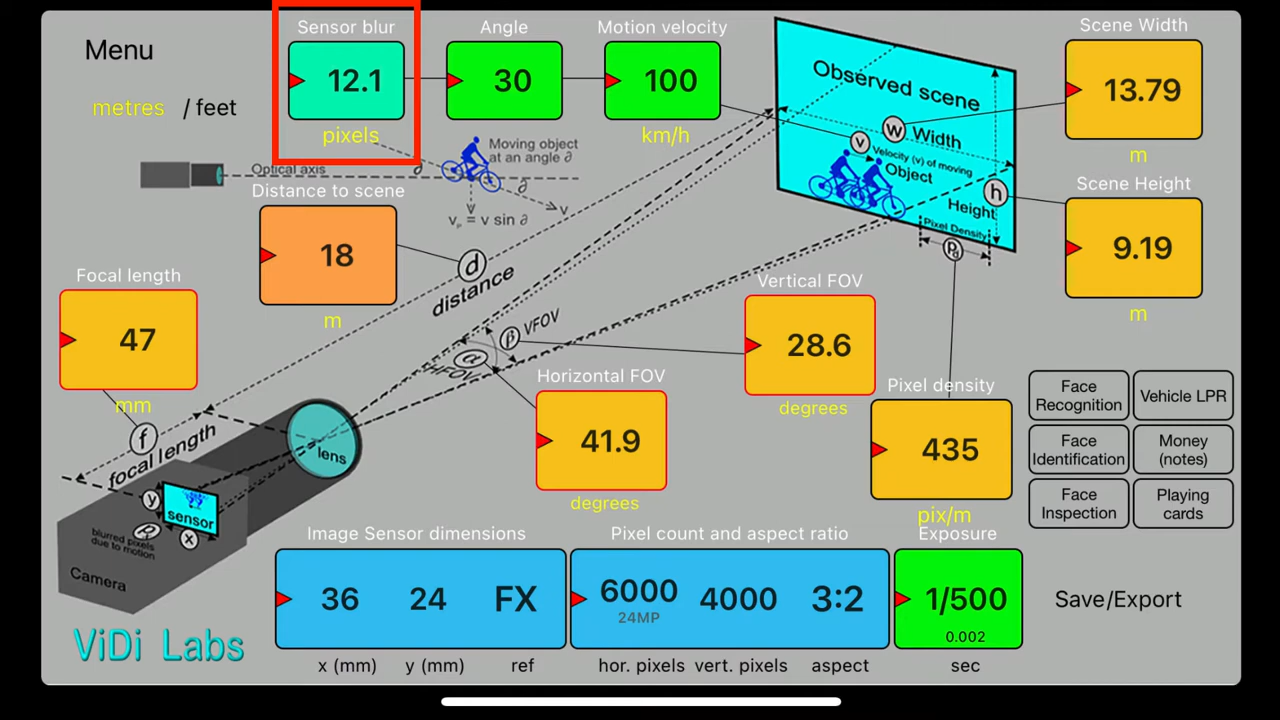 Menu
metres / feet
Sensor blur
12.1
pixels
Angle
30
Motion velocity
100
km/h
Observed scene
w Width
v Velocity (v) of moving
Object
h
Height
Pixel Density
Scene Width
13.79
m
Scene Height
9.19
m
Optical axis
∂
Moving object
at an angle ∂
∂
v
vₚ = v sin ∂
Distance to scene
18
m
d
distance
Focal length
47
mm
f
focal length
lens
α
HFOV
β VFOV
Vertical FOV
28.6
degrees
Horizontal FOV
41.9
degrees
Pixel density
435
pix/m
Face
Recognition
Vehicle LPR
Face
Identification
Money
(notes)
Face
Inspection
Playing
cards
y
sensor
x
blurred pixels
due to motion
Camera
ViDi Labs
Image Sensor dimensions
36 24 FX
x (mm) y (mm) ref
Pixel count and aspect ratio
6000 4000 3:2
24MP
hor. pixels vert. pixels aspect
Exposure
1/500
0.002
sec
Save/Export